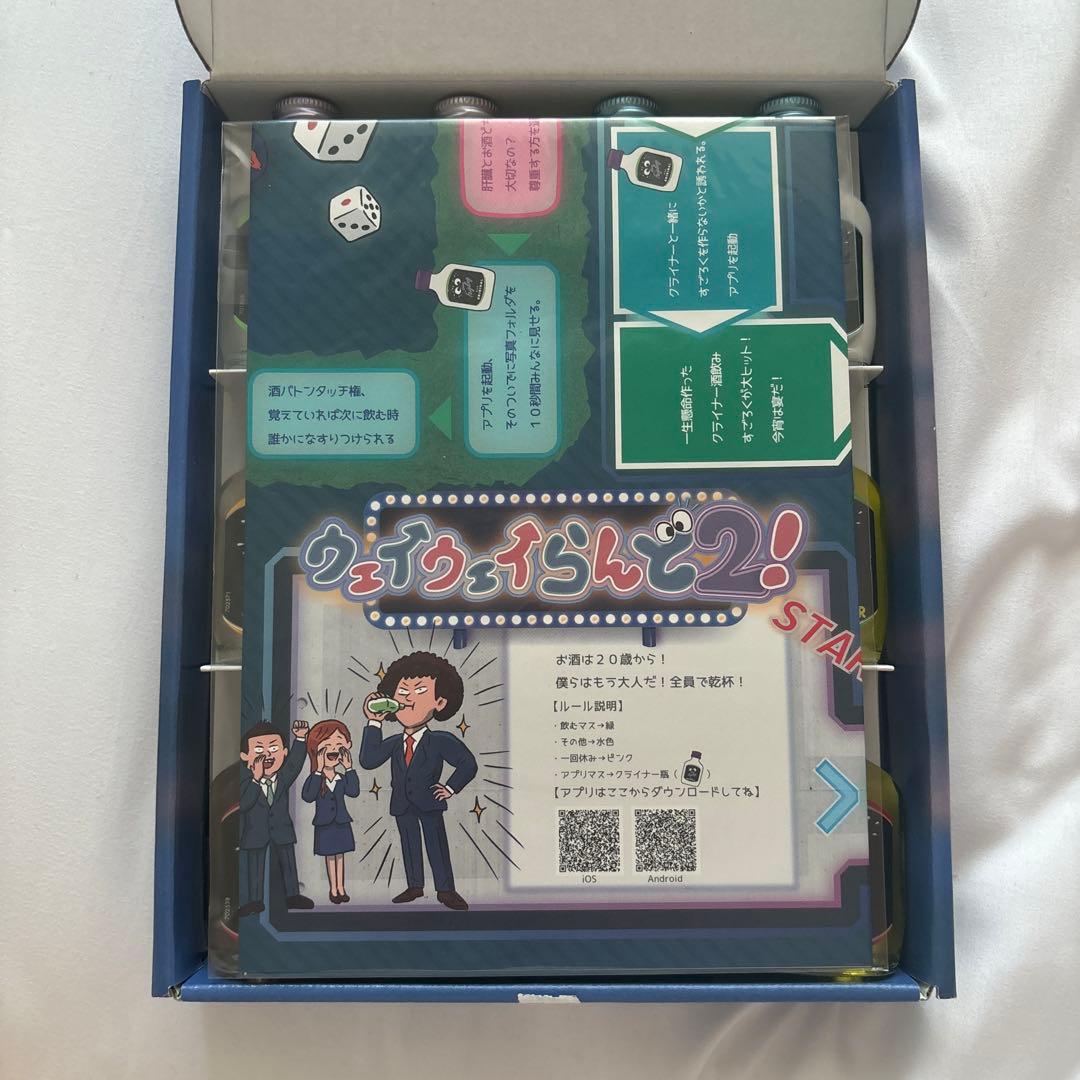 肝臓とお酒ど
大切なの?
尊重する方を
クライナーと一緒に
すごろくを作らないかと誘われる。
アプリを起動
アプリを起動、
そのついでに写真フォルダを
10秒間みんなに見せる。
一生懸命作った
クライナー酒飲み
すごろくが大ヒット!
今宵は宴だ!
酒バトンタッチ権、
覚えていれば次に飲む時
誰かになすりつけられる
ウェイウェイらんど2!
START
お酒は20歳から!
僕らはもう大人だ!全員で乾杯!
【ルール説明】
・飲むマス→緑
・その他→水色
・一回休み→ピンク
・アプリマス→クライナー瓶( )
【アプリはここからダウンロードしてね】
iOS
Android
702371